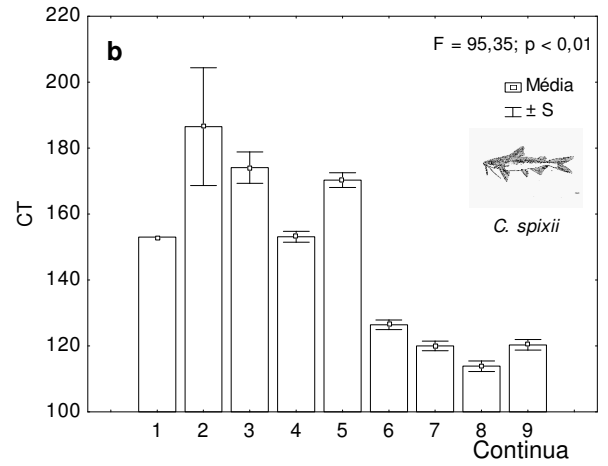 b
F = 95,35; p < 0,01
Média
± S
C. spixii
CT
220
200
180
160
140
120
100
1 2 3 4 5 6 7 8 9
Continua